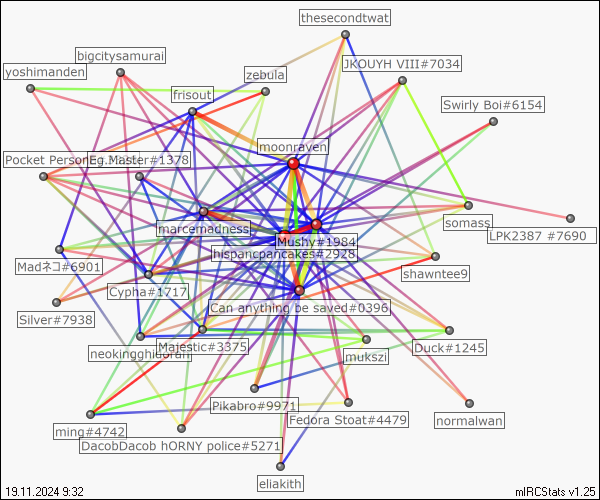 thesecondtwat
bigcitysamurai
JKOUYH VIII#7034
yoshimanden
zebula
frisout
Swirly Boi#6154
moonraven
Pocket Person
Eg.Master#1378
somass
marcemadness
LPK2387 #7690
Mushy#1984
hispancpancakes#2928
Madネコ#6901
shawntee9
Cypha#1717
Can anything be saved#0396
Silver#7938
neokingghidorah
Majestic#3375
Duck#1245
mukszi
Pikabro#9971
Fedora Stoat#4479
normalwan
ming#4742
DacobDacob hORNY police#5271
eliakith
19.11.2024 9:32
mIRCStats v1.25